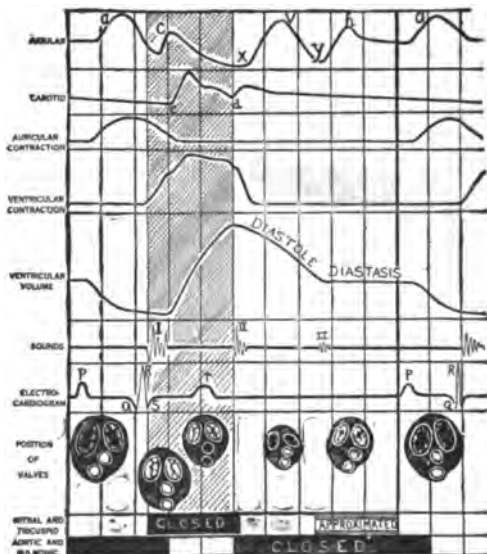 a c x v y h a
JUGULAR
CAROTID
c d
AURICULAR
CONTRACTION
VENTRICULAR
CONTRACTION
DIASTOLE
DIASTASIS
VENTRICULAR
VOLUME
I II III
SOUNDS
P R T P R
Q S Q
ELECTRO-
CARDIOGRAM
POSITION
OF
VALVES
MITRAL AND
TRICUSPID
CLOSED APPROXIMATED
AORTIC AND
CLOSED